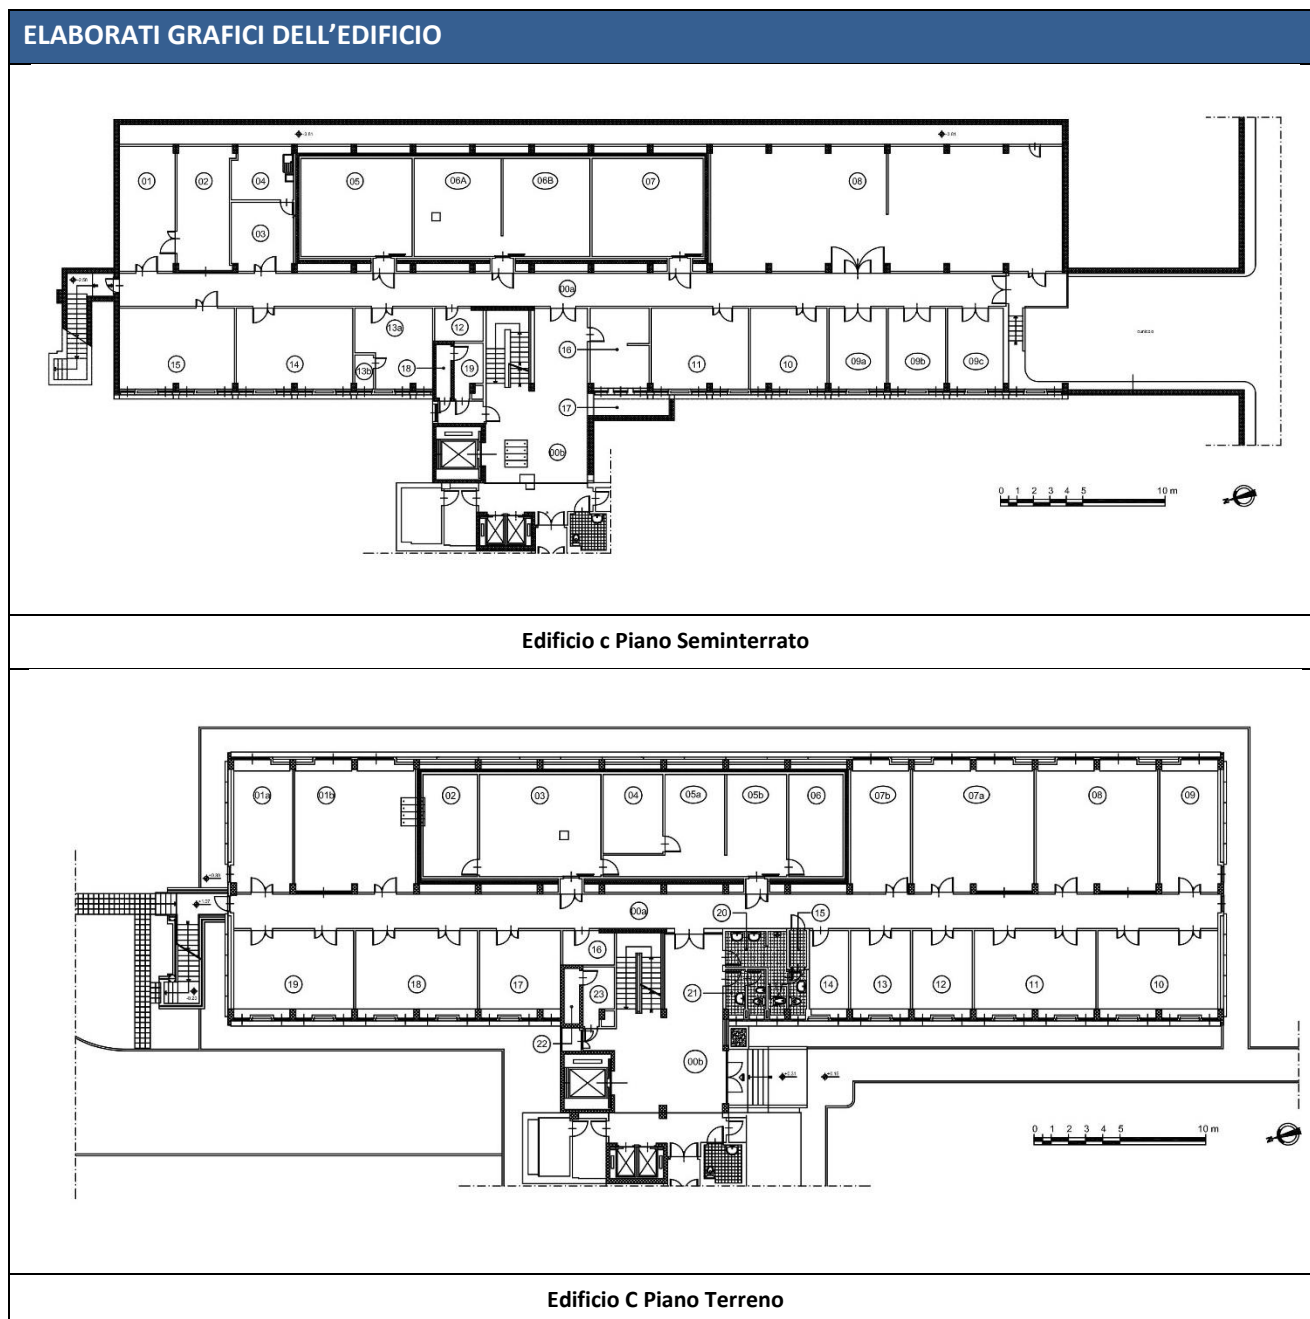 ELABORATI GRAFICI DELL'EDIFICIO
01
02
04
03
05
06A
06B
07
08
00a
15
14
13a
13b
12
18
19
16
17
11
10
09a
09b
09c
00b
0 1 2 3 4 5 10 m
Edificio c Piano Seminterrato
01a
01b
02
03
04
05a
05b
06
07b
07a
08
09
00a
20
15
19
18
17
16
23
22
21
14
13
12
11
10
00b
0 1 2 3 4 5 10 m
Edificio C Piano Terreno